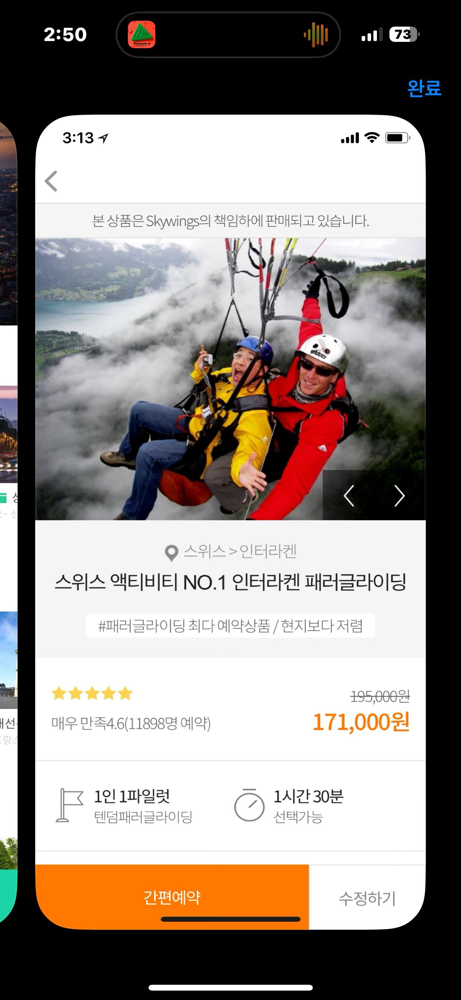 2:50
Episode.8
73
완료
3:13
본 상품은 Skywings의 책임하에 판매되고 있습니다.
etto
스위스 > 인터라켄
스위스 액티비티 NO.1 인터라켄 패러글라이딩
#패러글라이딩 최다 예약상품 / 현지보다 저렴
195,000원
매우 만족4.6(11898명 예약)
171,000원
1인 1파일럿
텐덤패러글라이딩
1시간 30분
선택가능
간편예약
수정하기